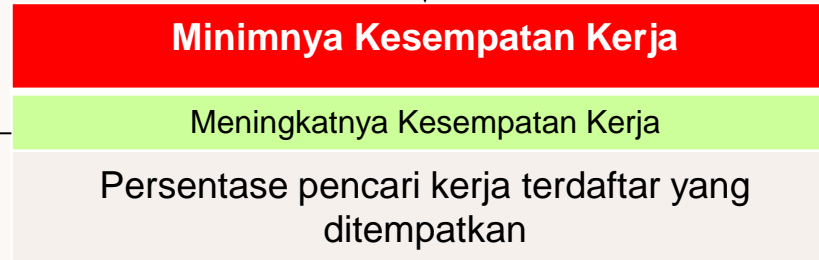 Minimnya Kesempatan Kerja
Meningkatnya Kesempatan Kerja
Persentase pencari kerja terdaftar yang
ditempatkan